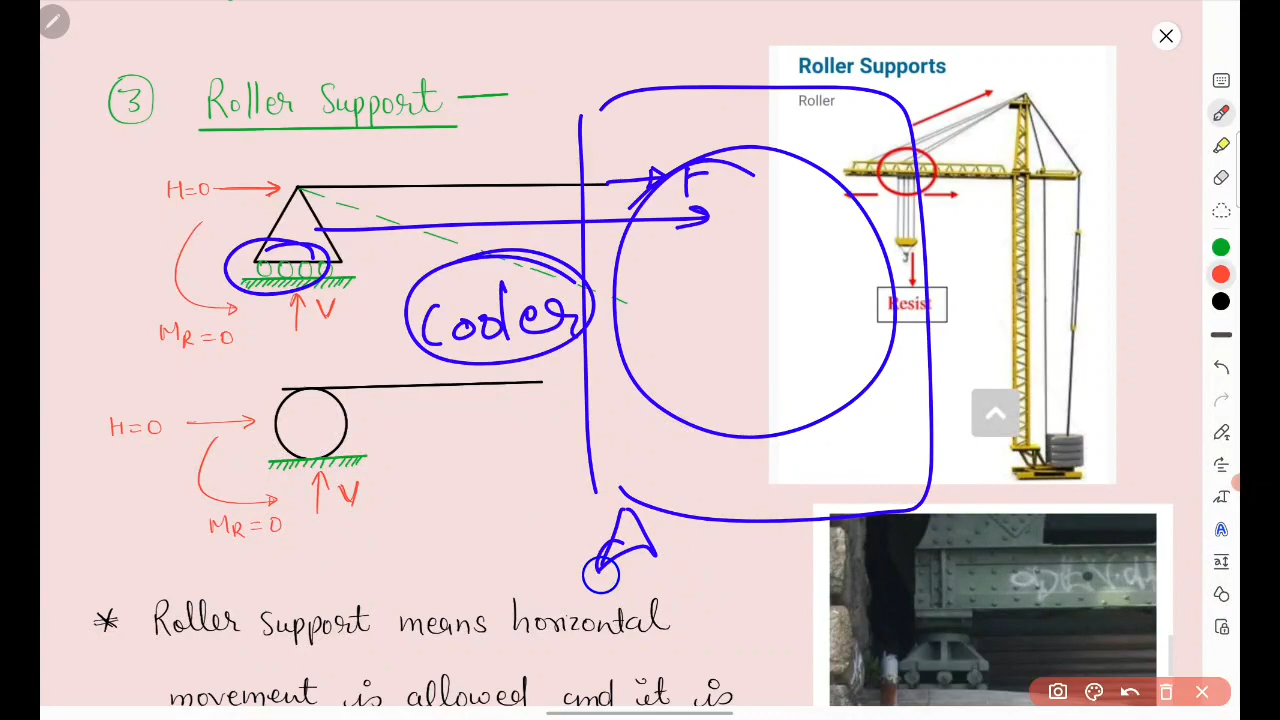 3 Roller Support —
Roller Supports
Roller
H=0
F
MR=0
V
Cooler
Resist
H=0
MR=0
V
* Roller support means horizontal
movement is allowed and it is